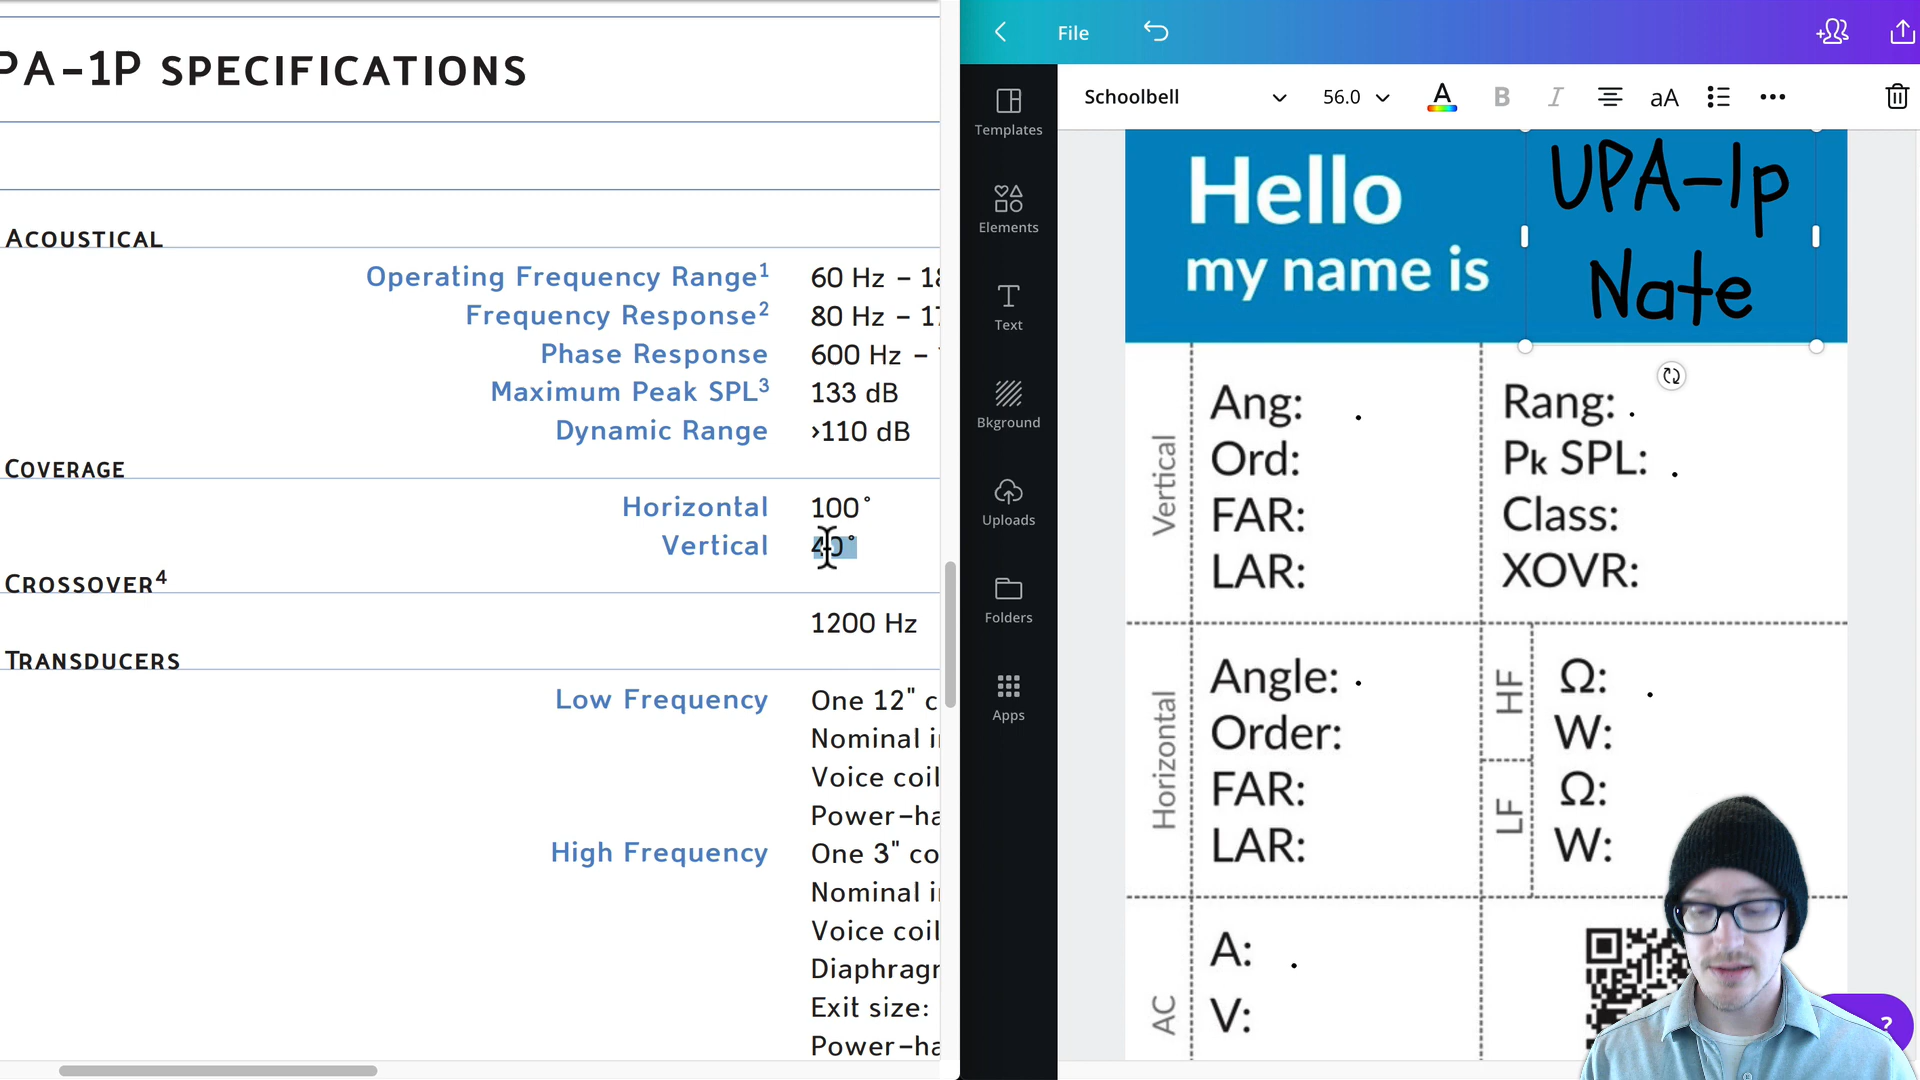 PA-1P SPECIFICATIONS
ACOUSTICAL
Operating Frequency Range1 60 Hz – 18
Frequency Response2 80 Hz – 17
Phase Response 600 Hz –
Maximum Peak SPL3 133 dB
Dynamic Range >110 dB
COVERAGE
Horizontal 100°
Vertical 40°
CROSSOVER4
1200 Hz
TRANSDUCERS
Low Frequency One 12" c
Nominal i
Voice coil
Power-ha
High Frequency One 3" co
Nominal i
Voice coil
Diaphragr
Exit size:
Power-ha
File
Schoolbell 56.0 A B I aA
Templates
Elements
Text
Bkground
Uploads
Folders
Apps
Hello
my name is
UPA-1p
Nate
Vertical
Ang: .
Ord:
FAR:
LAR:
Rang: .
Pk SPL: .
Class:
XOVR:
Horizontal
Angle: .
Order:
FAR:
LAR:
HF
Ω: .
W:
LF
Ω:
W:
AC
A: .
V:
?